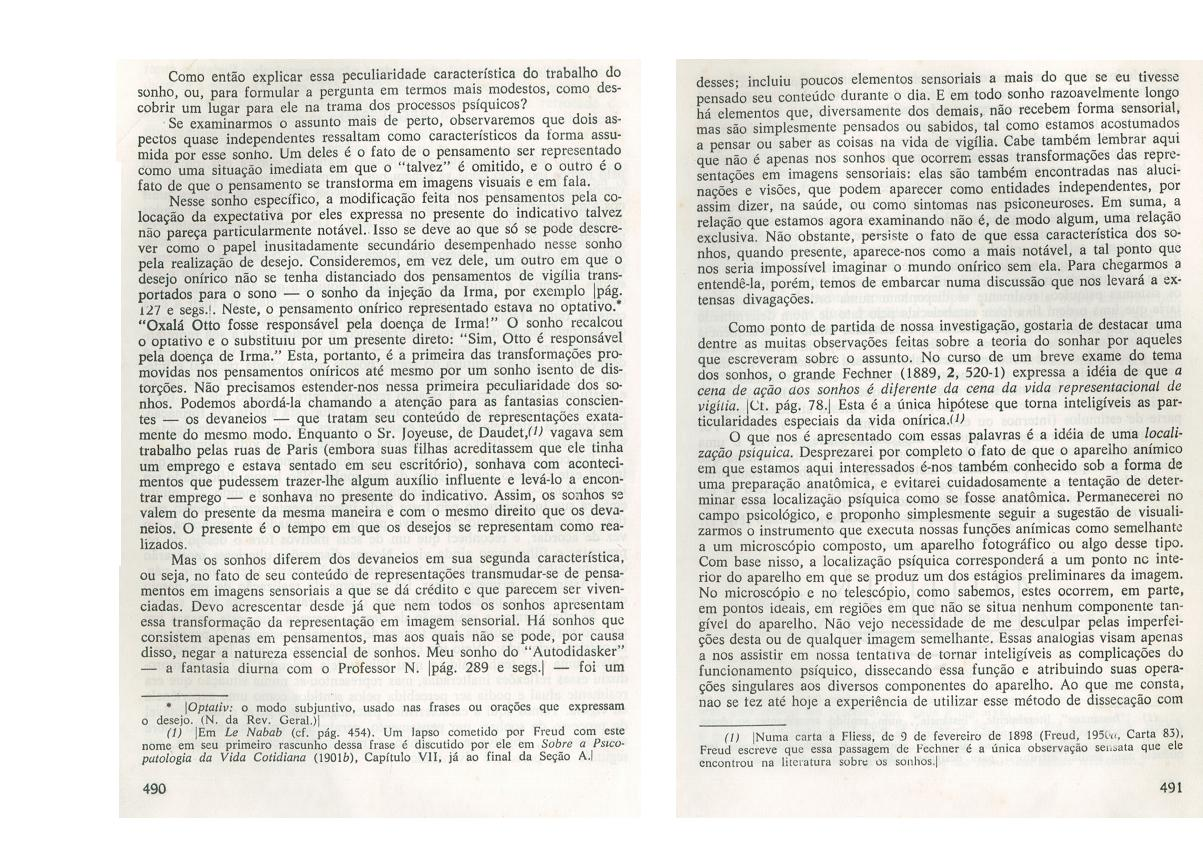 Como então explicar essa peculiaridade característica do trabalho do
sonho, ou, para formular a pergunta em termos mais modestos, como des-
cobrir um lugar para ele na trama dos processos psíquicos?
Se examinarmos o assunto mais de perto, observaremos que dois as-
pectos quase independentes ressaltam como característicos da forma assu-
mida por esse sonho. Um deles é o fato de o pensamento ser representado
como uma situação imediata em que o "talvez" é omitido, e o outro é o
fato de que o pensamento se transforma em imagens visuais e em fala.
Nesse sonho específico, a modificação feita nos pensamentos pela co-
locação da expectativa por eles expressa no presente do indicativo talvez
não pareça particularmente notável. Isso se deve ao que só se pode descre-
ver como o papel inusitadamente secundário desempenhado nesse sonho
pela realização de desejo. Consideremos, em vez dele, um outro em que o
desejo onírico não se tenha distanciado dos pensamentos de vigília trans-
portados para o sono — o sonho da injeção da Irma, por exemplo |pág.
127 e segs.|. Neste, o pensamento onírico representado estava no optativo.*
"Oxalá Otto fosse responsável pela doença de Irma!" O sonho recalcou
o optativo e o substituiu por um presente direto: "Sim, Otto é responsável
pela doença de Irma." Esta, portanto, é a primeira das transformações pro-
movidas nos pensamentos oníricos até mesmo por um sonho isento de dis-
torções. Não precisamos estender-nos nessa primeira peculiaridade dos so-
nhos. Podemos abordá-la chamando a atenção para as fantasias conscien-
tes — os devaneios — que tratam seu conteúdo de representações exata-
mente do mesmo modo. Enquanto o Sr. Joyeuse, de Daudet,(1) vagava sem
trabalho pelas ruas de Paris (embora suas filhas acreditassem que ele tinha
um emprego e estava sentado em seu escritório), sonhava com aconteci-
mentos que pudessem trazer-lhe algum auxílio influente e levá-lo a encon-
trar emprego — e sonhava no presente do indicativo. Assim, os sonhos se
valem do presente da mesma maneira e com o mesmo direito que os deva-
neios. O presente é o tempo em que os desejos se representam como rea-
lizados.
Mas os sonhos diferem dos devaneios em sua segunda característica,
ou seja, no fato de seu conteúdo de representações transmudar-se de pensa-
mentos em imagens sensoriais a que se dá crédito e que parecem ser viven-
ciadas. Devo acrescentar desde já que nem todos os sonhos apresentam
essa transformação da representação em imagem sensorial. Há sonhos que
consistem apenas em pensamentos, mas aos quais não se pode, por causa
disso, negar a natureza essencial de sonhos. Meu sonho do "Autodidasker"
— a fantasia diurna com o Professor N. |pág. 289 e segs.| — foi um
* |Optativ: o modo subjuntivo, usado nas frases ou orações que expressam
o desejo. (N. da Rev. Geral.)|
(1) |Em Le Nabab (cf. pág. 454). Um lapso cometido por Freud com este
nome em seu primeiro rascunho dessa frase é discutido por ele em Sobre a Psico-
patologia da Vida Cotidiana (1901b), Capítulo VII, já ao final da Seção A.|
490
desses; incluiu poucos elementos sensoriais a mais do que se eu tivesse
pensado seu conteúdo durante o dia. E em todo sonho razoavelmente longo
há elementos que, diversamente dos demais, não recebem forma sensorial,
mas são simplesmente pensados ou sabidos, tal como estamos acostumados
a pensar ou saber as coisas na vida de vigília. Cabe também lembrar aqui
que não é apenas nos sonhos que ocorrem essas transformações das repre-
sentações em imagens sensoriais: elas são também encontradas nas aluci-
nações e visões, que podem aparecer como entidades independentes, por
assim dizer, na saúde, ou como sintomas nas psiconeuroses. Em suma, a
relação que estamos agora examinando não é, de modo algum, uma relação
exclusiva. Não obstante, persiste o fato de que essa característica dos so-
nhos, quando presente, aparece-nos como a mais notável, a tal ponto que
nos seria impossível imaginar o mundo onírico sem ela. Para chegarmos a
entendê-la, porém, temos de embarcar numa discussão que nos levará a ex-
tensas divagações.
Como ponto de partida de nossa investigação, gostaria de destacar uma
dentre as muitas observações feitas sobre a teoria do sonhar por aqueles
que escreveram sobre o assunto. No curso de um breve exame do tema
dos sonhos, o grande Fechner (1889, 2, 520-1) expressa a idéia de que a
cena de ação aos sonhos é diferente da cena da vida representacional de
vigília. |Cf. pág. 78.| Esta é a única hipótese que torna inteligíveis as par-
ticularidades especiais da vida onírica.(1)
O que nos é apresentado com essas palavras é a idéia de uma locali-
zação psíquica. Desprezarei por completo o fato de que o aparelho anímico
em que estamos aqui interessados é-nos também conhecido sob a forma de
uma preparação anatômica, e evitarei cuidadosamente a tentação de deter-
minar essa localização psíquica como se fosse anatômica. Permanecerei no
campo psicológico, e proponho simplesmente seguir a sugestão de visuali-
zarmos o instrumento que executa nossas funções anímicas como semelhante
a um microscópio composto, um aparelho fotográfico ou algo desse tipo.
Com base nisso, a localização psíquica corresponderá a um ponto no inte-
rior do aparelho em que se produz um dos estágios preliminares da imagem.
No microscópio e no telescópio, como sabemos, estes ocorrem, em parte,
em pontos ideais, em regiões em que não se situa nenhum componente tan-
gível do aparelho. Não vejo necessidade de me desculpar pelas imperfei-
ções desta ou de qualquer imagem semelhante. Essas analogias visam apenas
a nos assistir em nossa tentativa de tornar inteligíveis as complicações do
funcionamento psíquico, dissecando essa função e atribuindo suas opera-
ções singulares aos diversos componentes do aparelho. Ao que me consta,
nao se tez até hoje a experiência de utilizar esse método de dissecação com
(1) |Numa carta a Fliess, de 9 de fevereiro de 1898 (Freud, 1950a, Carta 83),
Freud escreve que essa passagem de Fechner é a única observação sensata que ele
encontrou na literatura sobre os sonhos.|
491